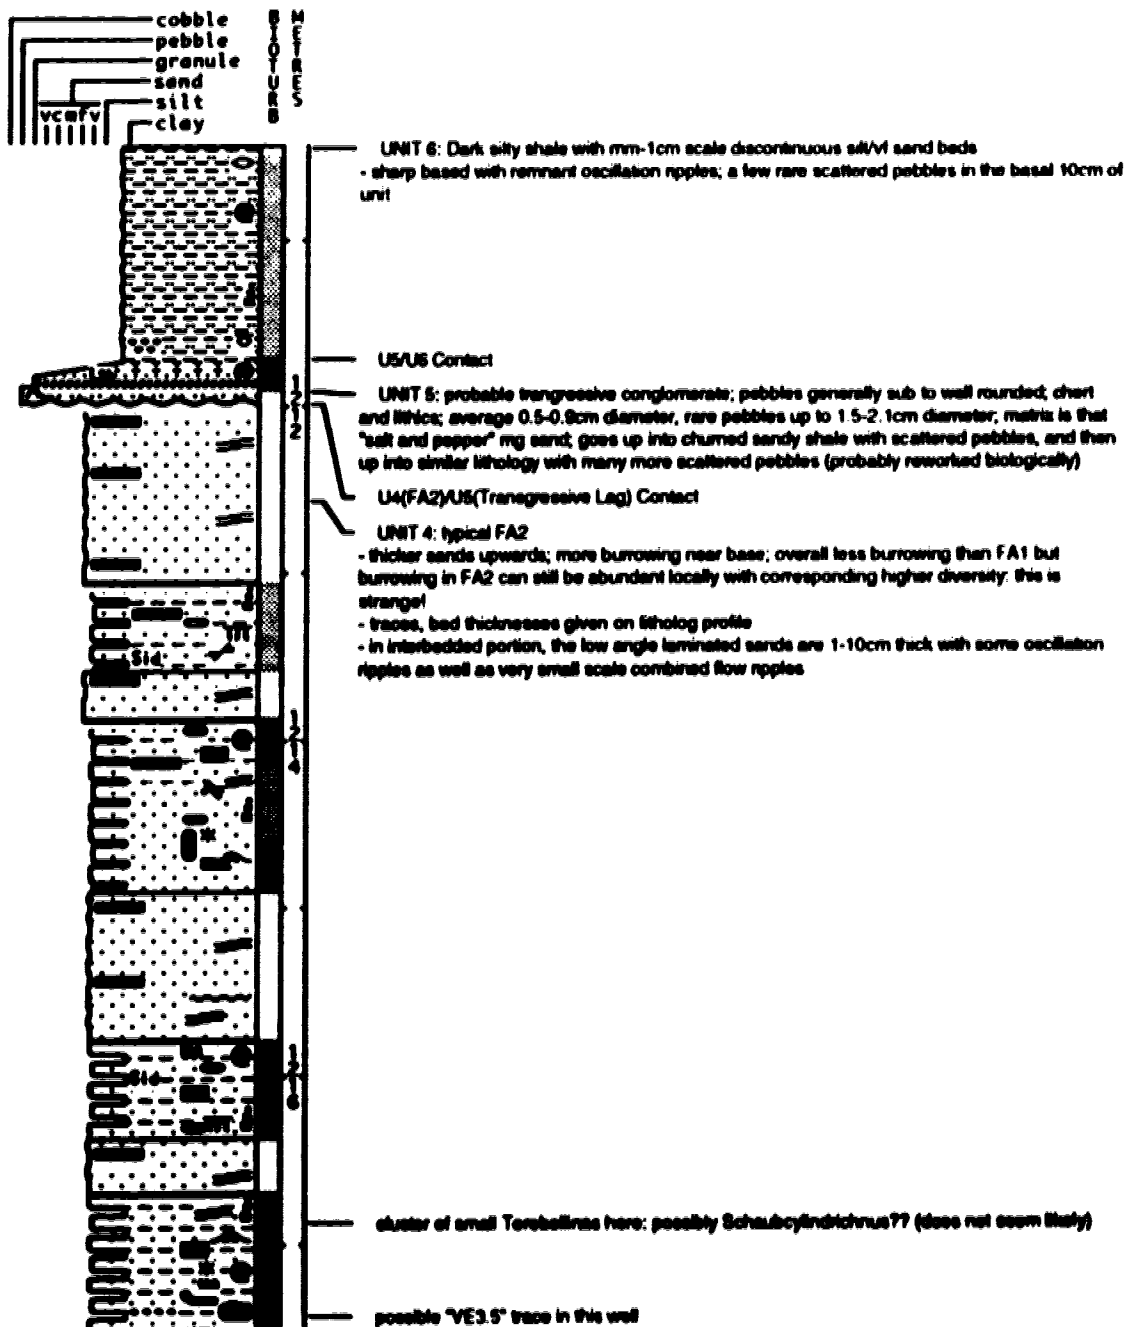 cobble
pebble
granule
sand
silt
vcmfv
clay
BIOTURB
METRES
UNIT 6: Dark silty shale with mm-1cm scale discontinuous silt/vf sand beds
- sharp based with remnant oscillation ripples; a few rare scattered pebbles in the basal 10cm of
unit
U5/U6 Contact
UNIT 5: probable trangressive conglomerate; pebbles generally sub to well rounded; chert
and lithics; average 0.5-0.9cm diameter, rare pebbles up to 1.5-2.1cm diameter; matrix is that
"salt and pepper" mg sand; goes up into churned sandy shale with scattered pebbles, and then
up into similar lithology with many more scattered pebbles (probably reworked biologically)
1212
U4(FA2)/U5(Transgressive Lag) Contact
UNIT 4: typical FA2
- thicker sands upwards; more burrowing near base; overall less burrowing than FA1 but
burrowing in FA2 can still be abundant locally with corresponding higher diversity: this is
strange!
- traces, bed thicknesses given on litholog profile
- in interbedded portion, the low angle laminated sands are 1-10cm thick with some oscillation
ripples as well as very small scale combined flow ripples
Sid
1214
Sid
1216
cluster of small Terebellinas here: possibly Schaubcylindrichnus?? (does not seem likely)
possible "VE3.5" trace in this well